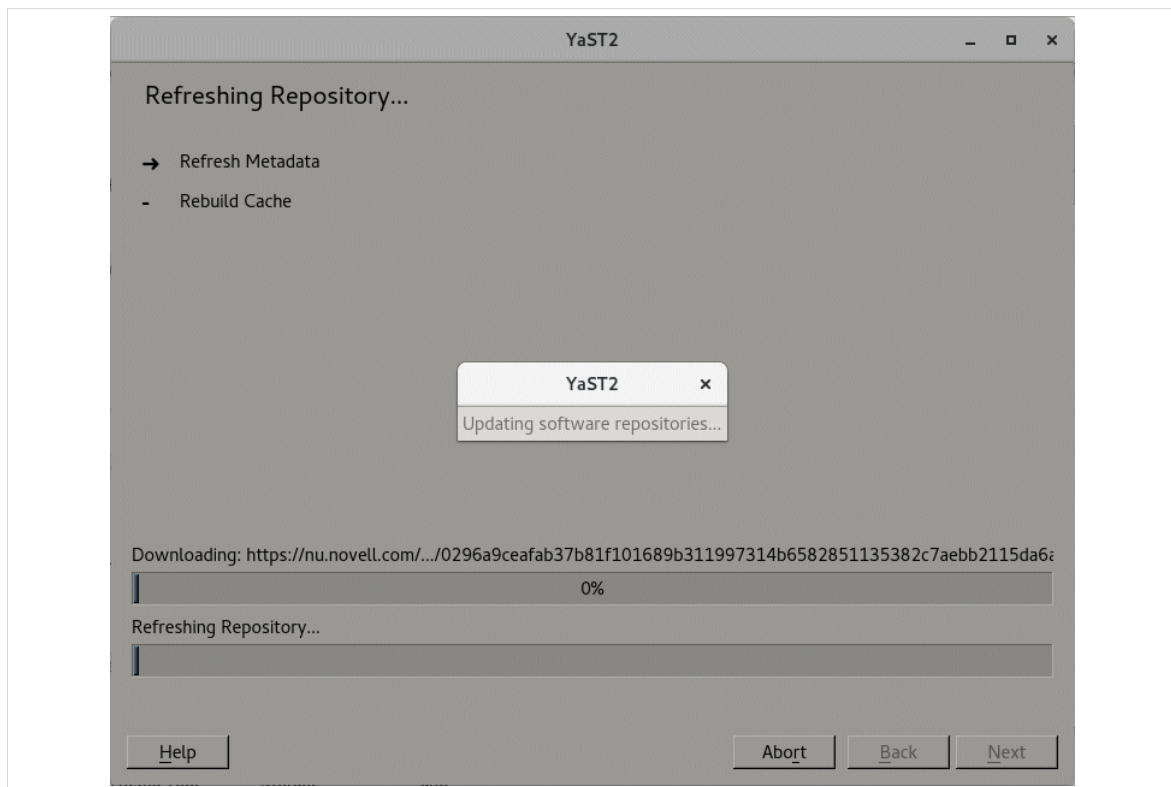 YaST2
Refreshing Repository...
Refresh Metadata
- Rebuild Cache
YaST2
Updating software repositories...
Downloading: https://nu.novell.com/.../0296a9ceafab37b81f101689b311997314b6582851135382c7aebb2115da6a
0%
Refreshing Repository...
Help Abort Back Next